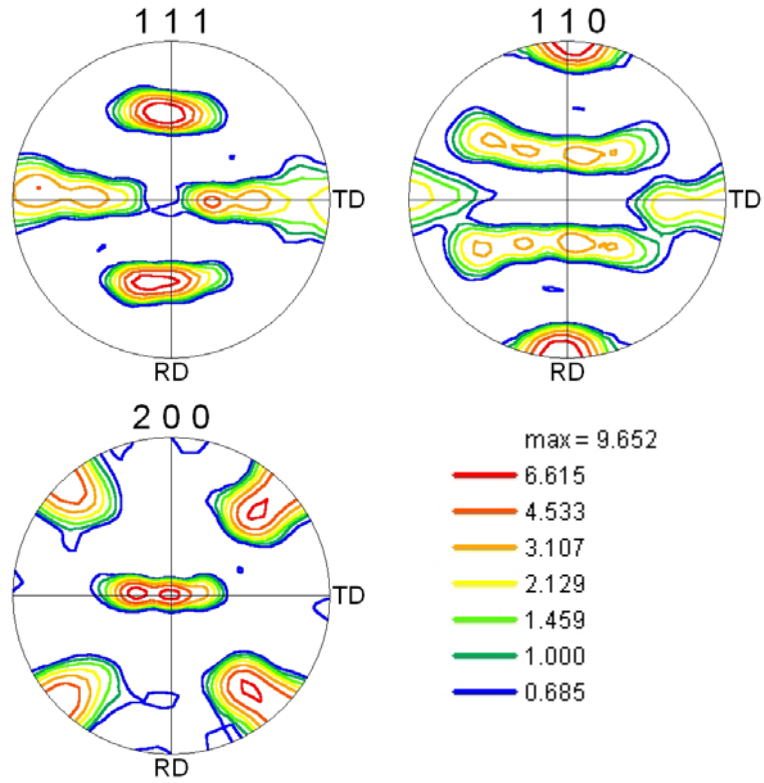 1 1 1
TD
RD
1 1 0
TD
RD
2 0 0
TD
RD
max = 9.652
6.615
4.533
3.107
2.129
1.459
1.000
0.685